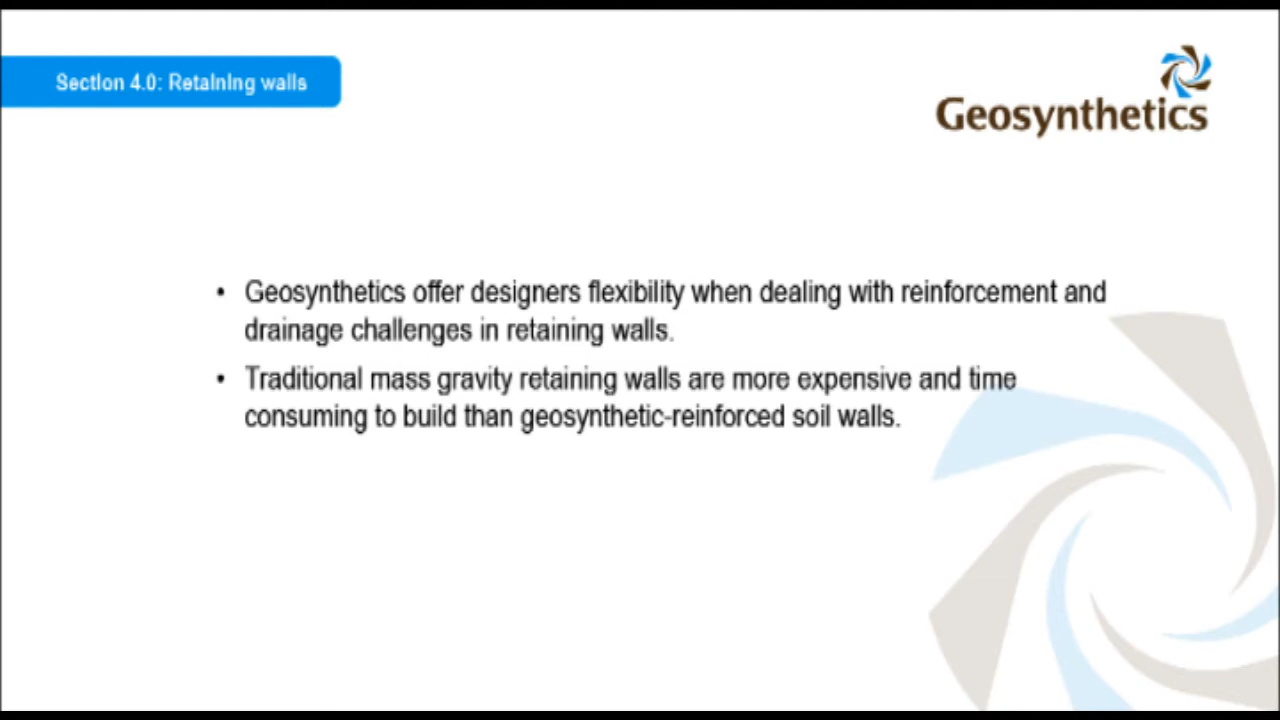 Section 4.0: Retaining walls
Geosynthetics
• Geosynthetics offer designers flexibility when dealing with reinforcement and
drainage challenges in retaining walls.
• Traditional mass gravity retaining walls are more expensive and time
consuming to build than geosynthetic-reinforced soil walls.